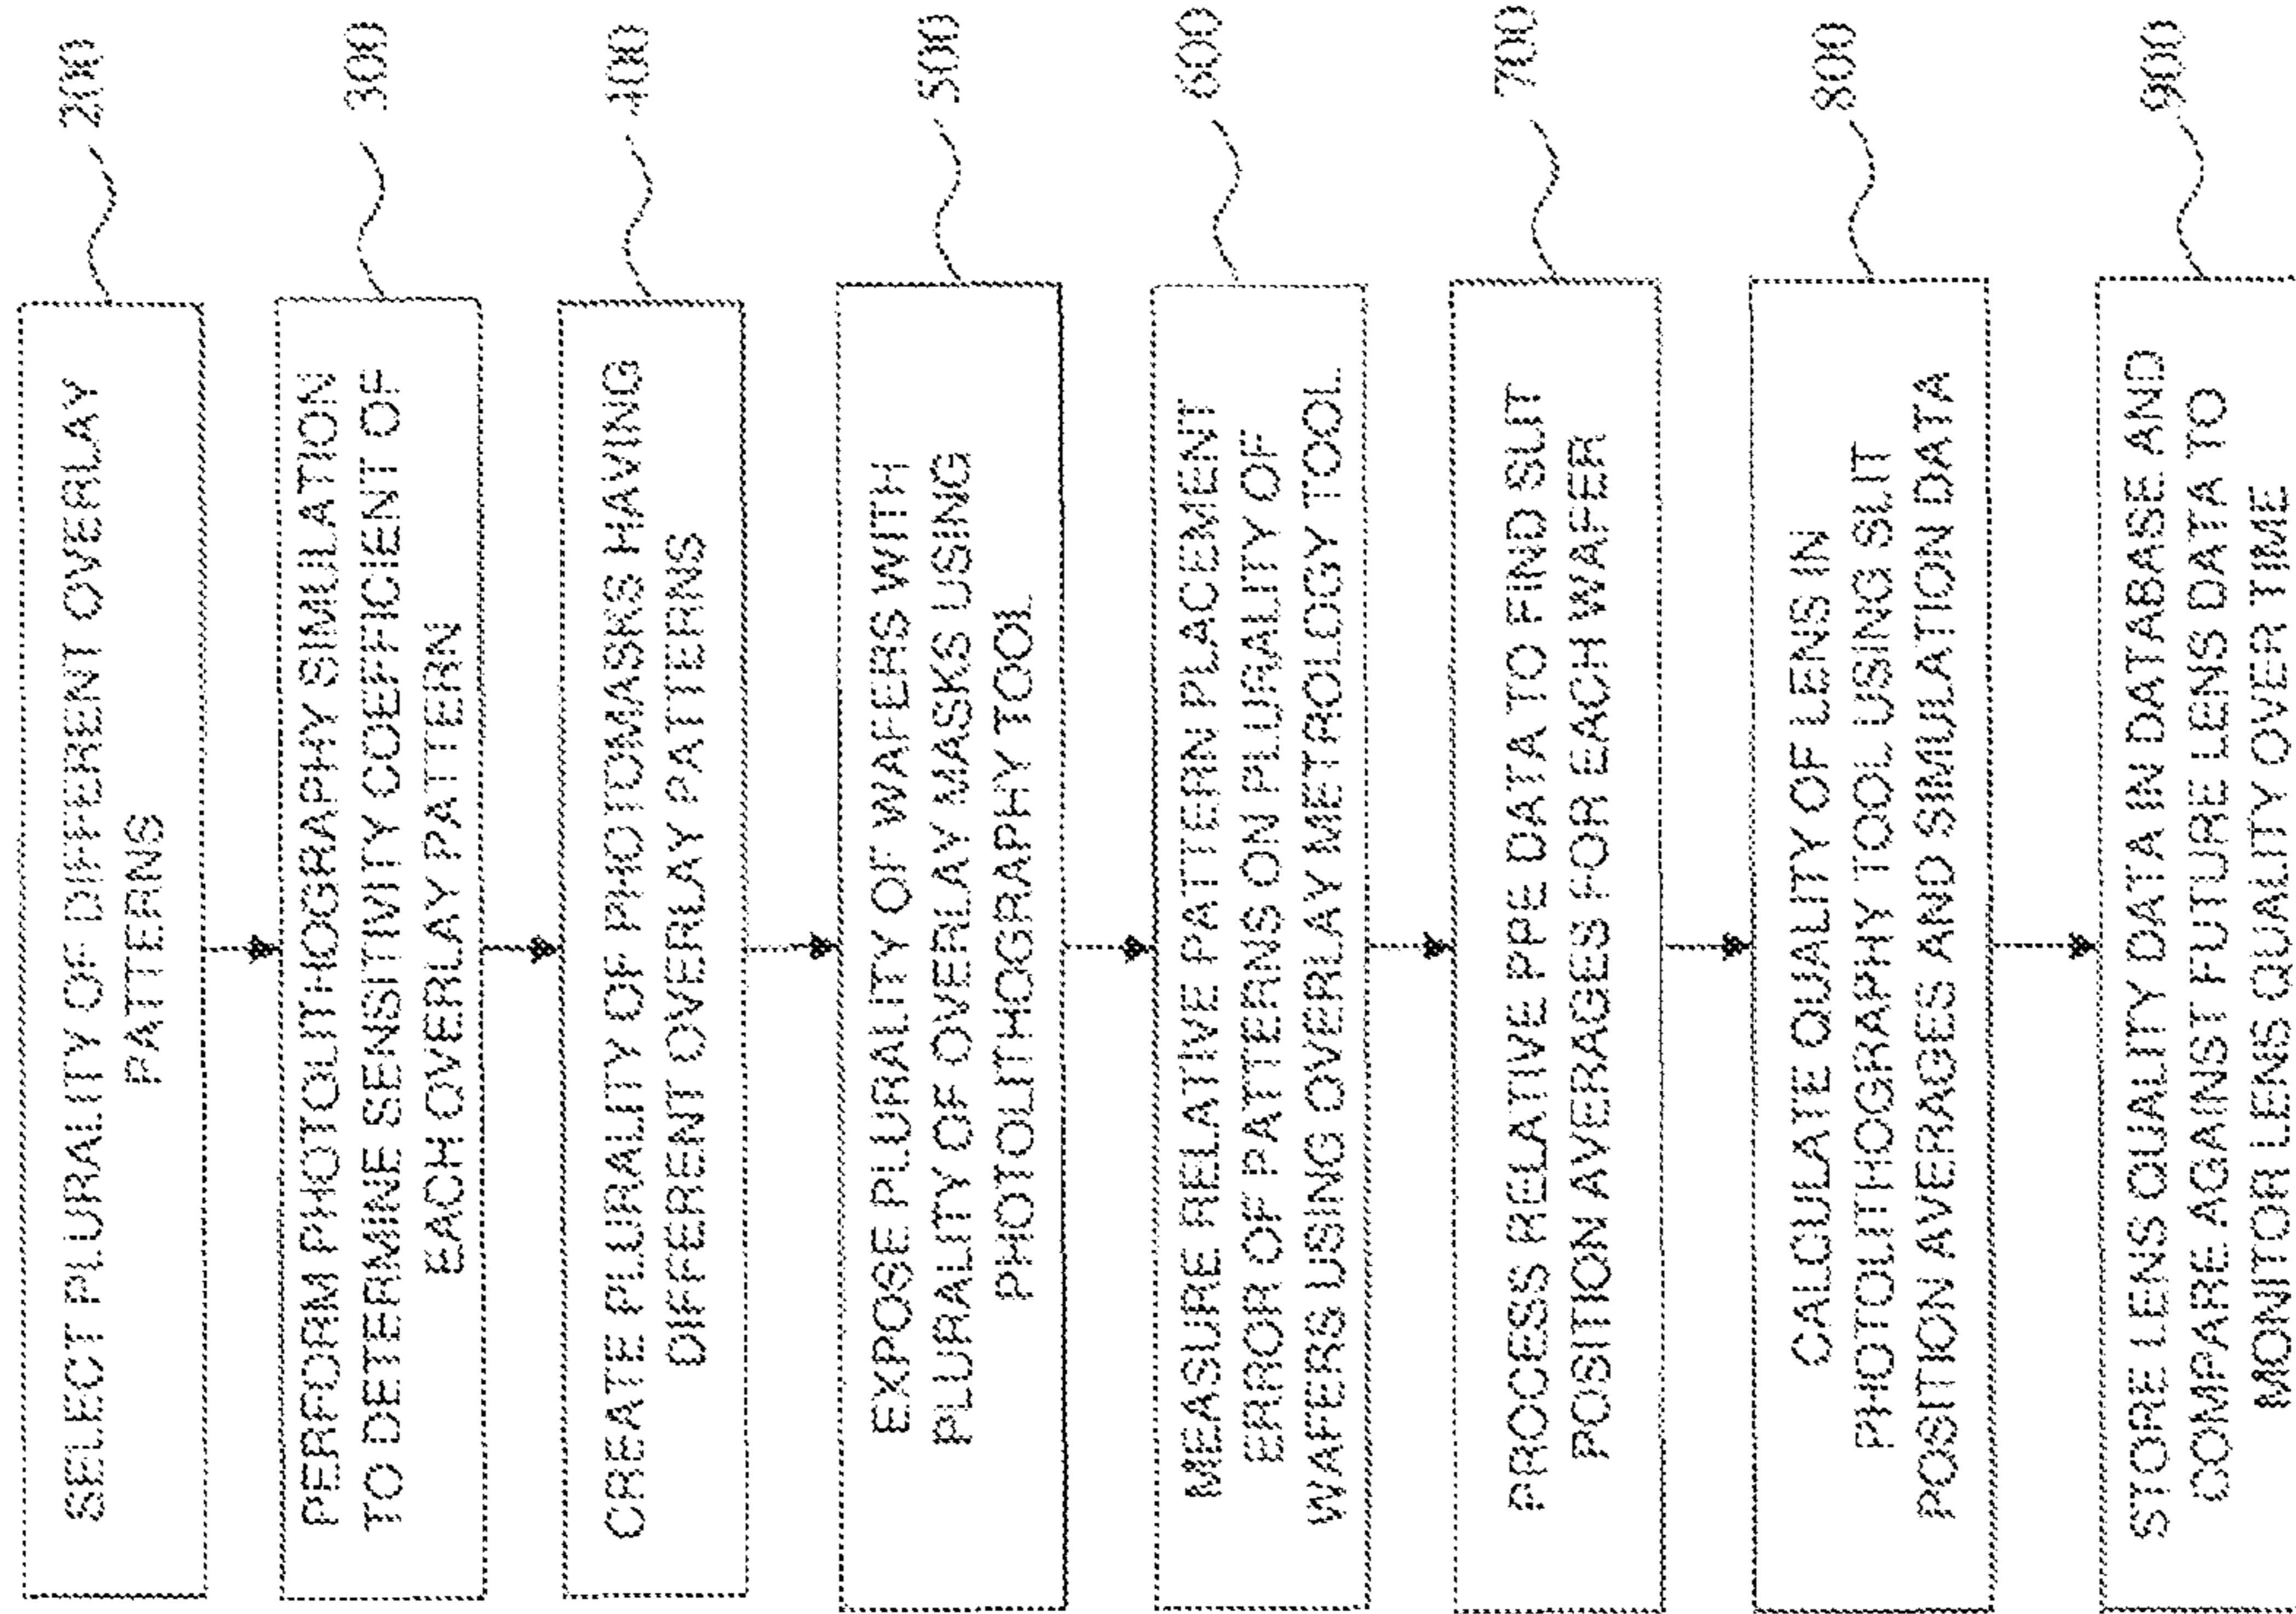 SELECT PLURALITY OF DIFFERENT OVERLAY
PATTERNS
200
PERFORM PHOTOLITHOGRAPHY SIMULATION
TO DETERMINE SENSITIVITY COEFFICIENT OF
EACH OVERLAY PATTERN
300
CREATE PLURALITY OF PHOTOMASKS HAVING
DIFFERENT OVERLAY PATTERNS
400
EXPOSE PLURALITY OF WAFERS WITH
PLURALITY OF OVERLAY MASKS USING
PHOTOLITHOGRAPHY TOOL
500
MEASURE RELATIVE PATTERN PLACEMENT
ERROR OF PATTERNS ON PLURALITY OF
WAFERS USING OVERLAY METROLOGY TOOL
600
PROCESS RELATIVE PPE DATA TO FIND SLIT
POSITION AVERAGES FOR EACH WAFER
700
CALCULATE QUALITY OF LENS IN
PHOTOLITHOGRAPHY TOOL USING SLIT
POSITION AVERAGES AND SIMULATION DATA
800
STORE LENS QUALITY DATA IN DATABASE AND
COMPARE AGAINST FUTURE LENS DATA TO
MONITOR LENS QUALITY OVER TIME
900